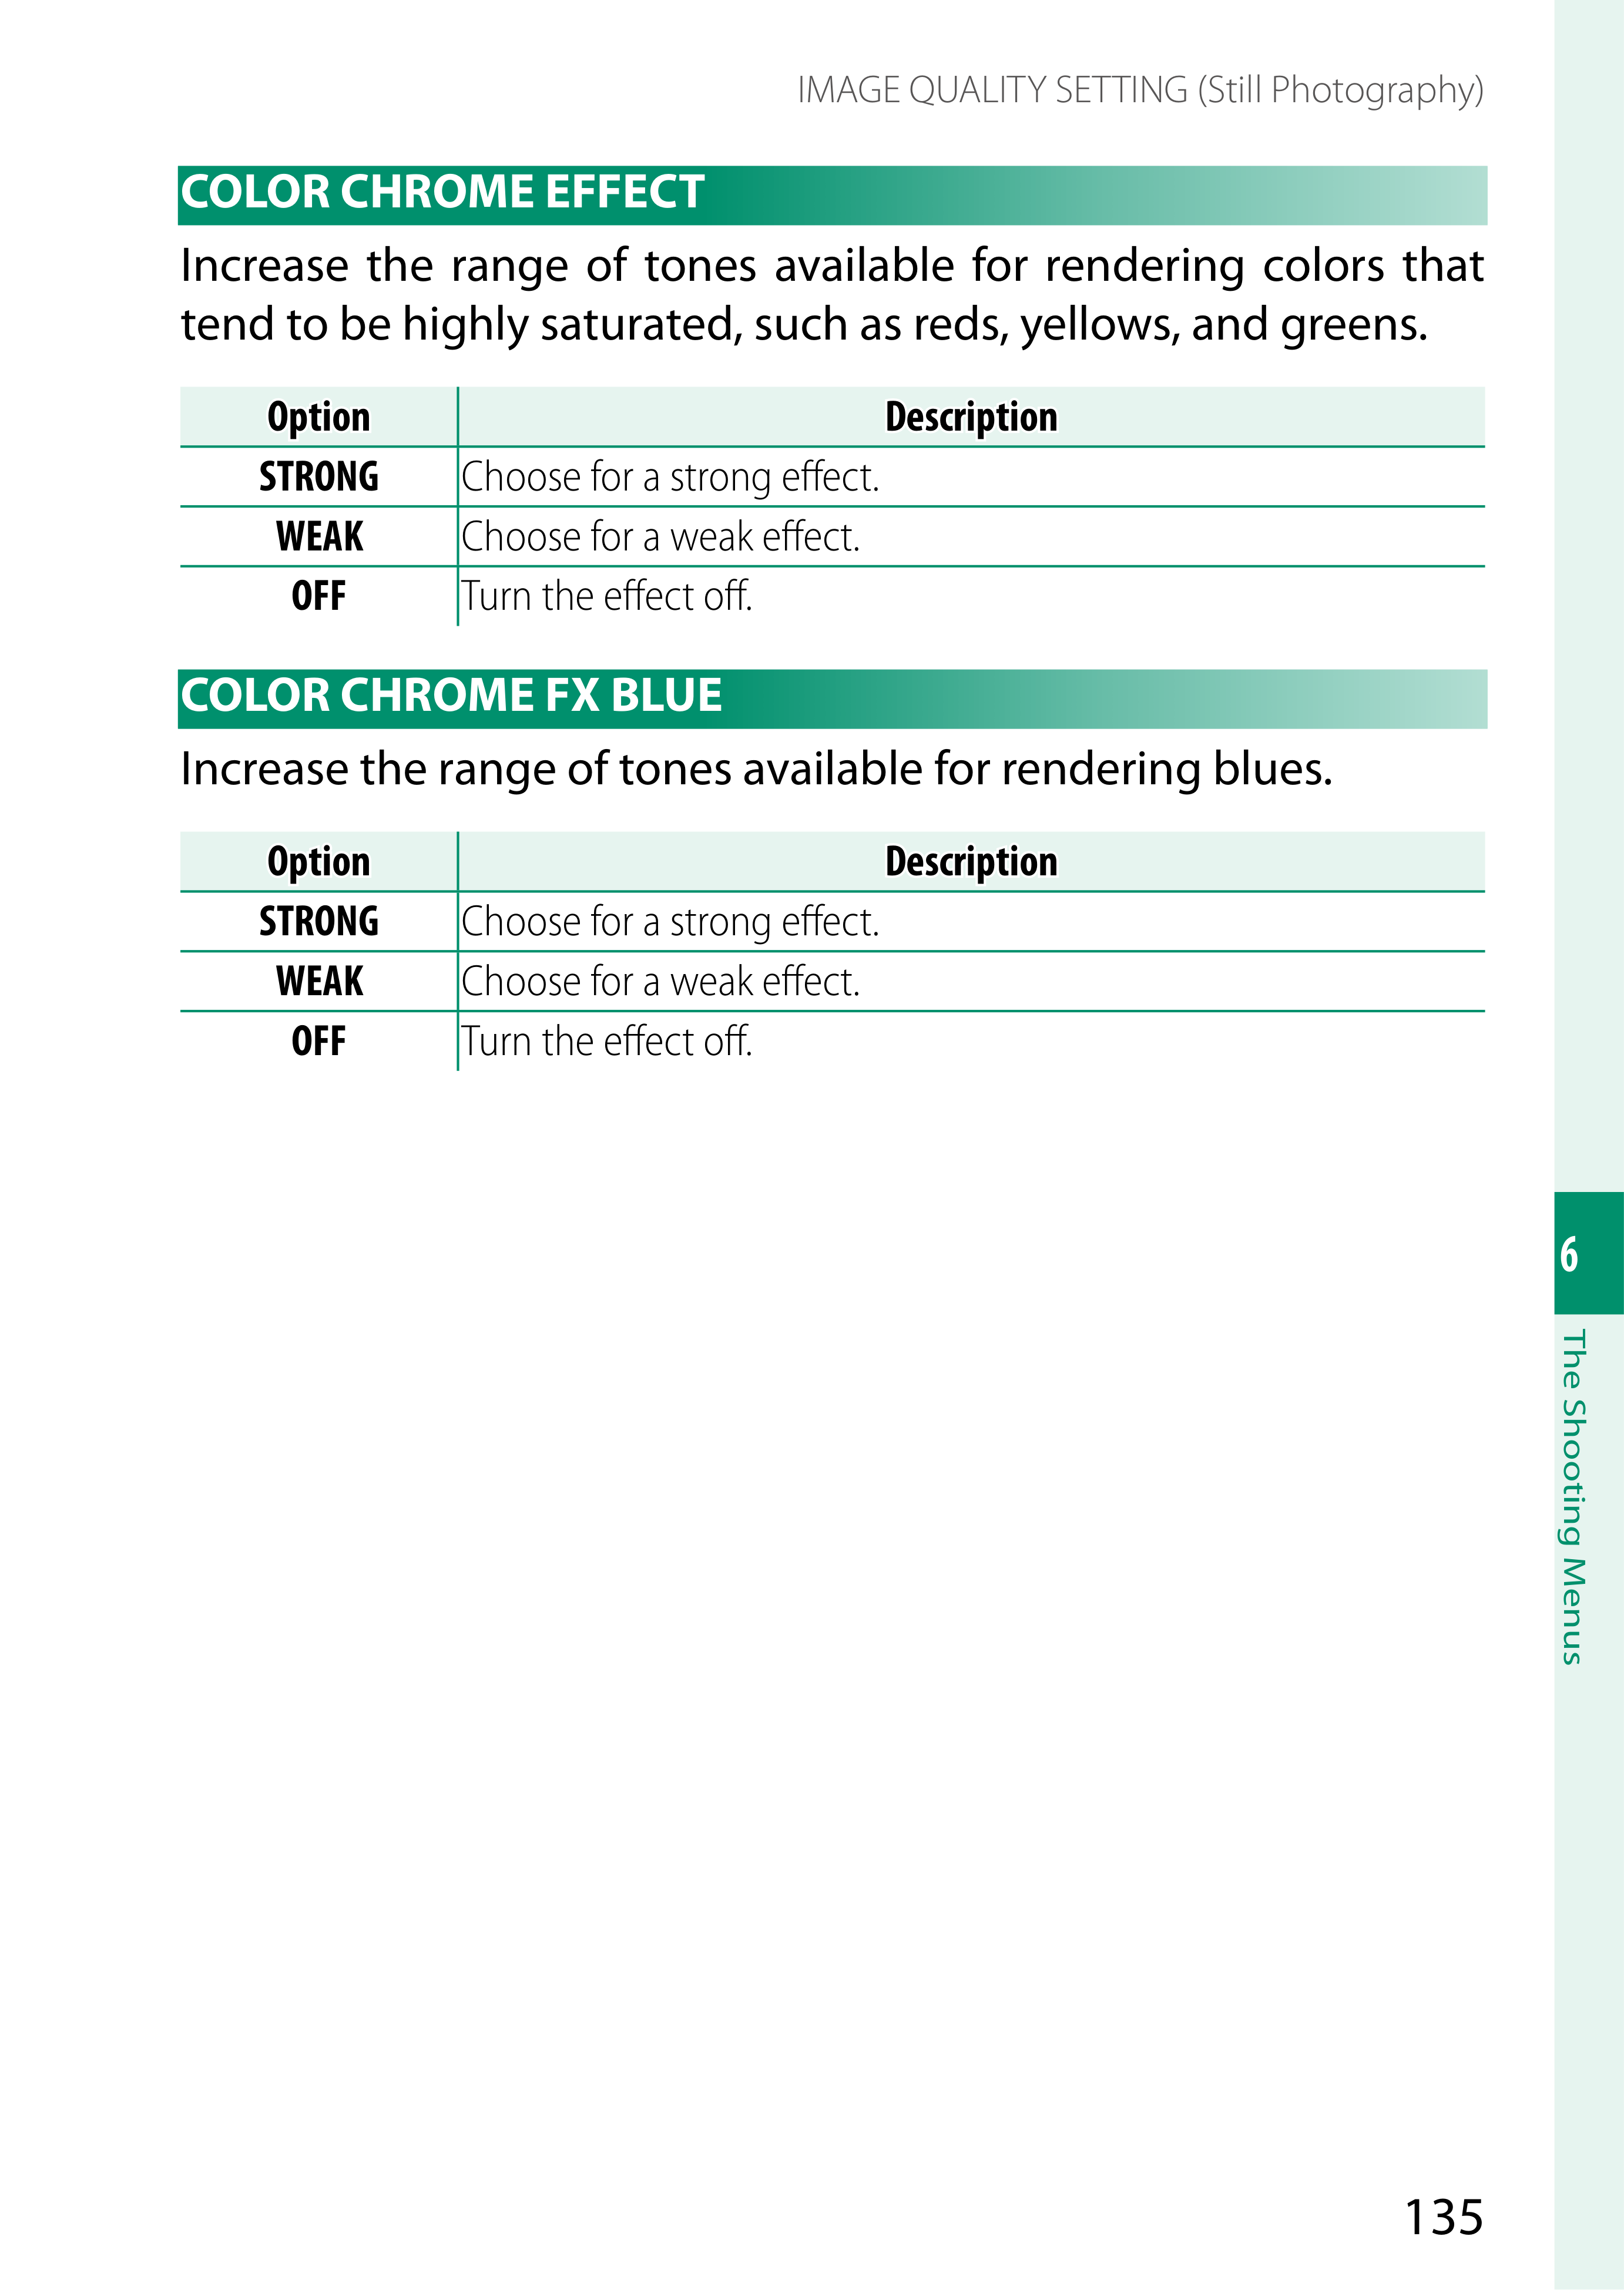 IMAGE QUALITY SETTING (Still Photography)
COLOR CHROME EFFECT
Increase the range of tones available for rendering colors that
tend to be highly saturated, such as reds, yellows, and greens.
Option Description
STRONG Choose for a strong effect.
WEAK Choose for a weak effect.
OFF Turn the effect off.
COLOR CHROME FX BLUE
Increase the range of tones available for rendering blues.
Option Description
STRONG Choose for a strong effect.
WEAK Choose for a weak effect.
OFF Turn the effect off.
6
The Shooting Menus
135